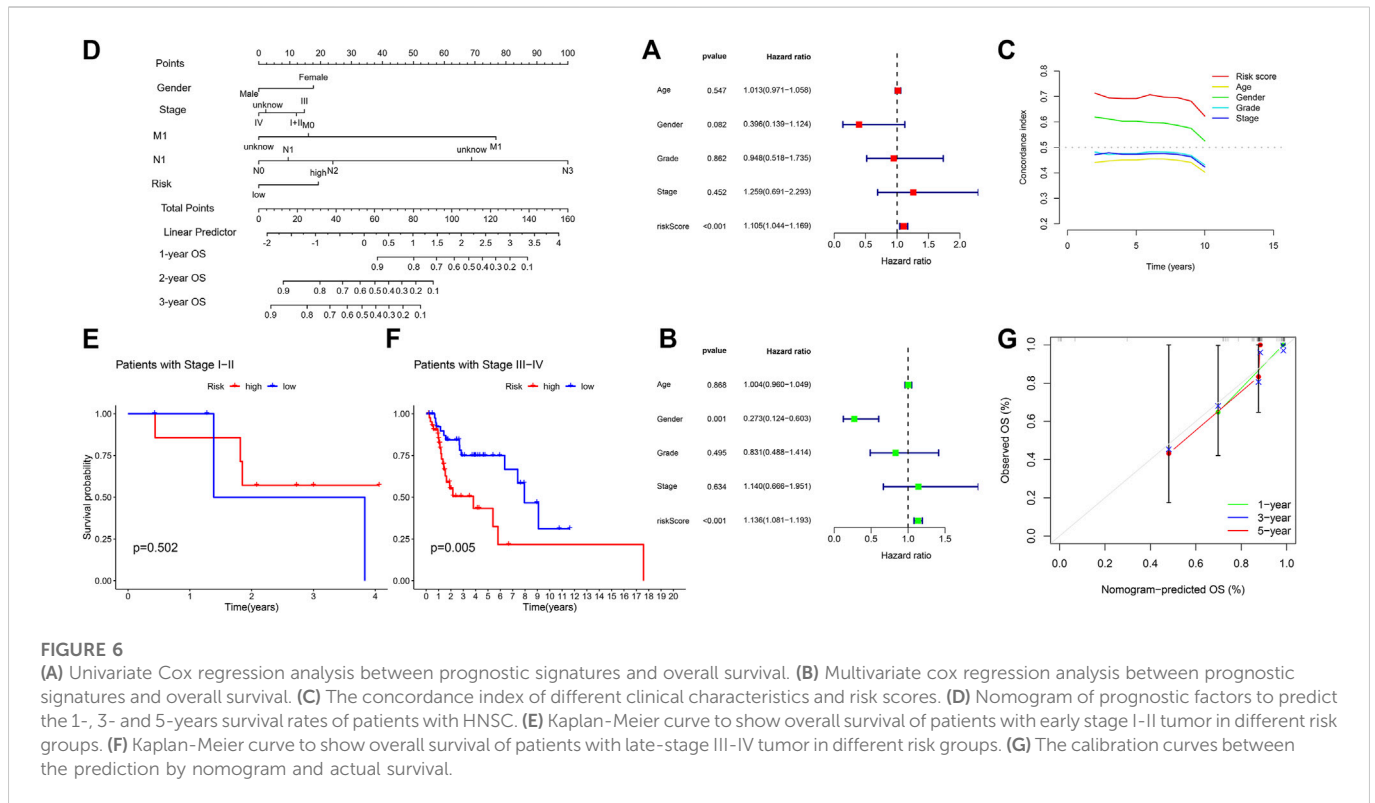 D
Points
0 10 20 30 40 50 60 70 80 90 100
Gender
Female
Male
Stage
unknow III
IV I+II
M1
M0
unknow M1
N1
N1 unknow
N0 N2 N3
Risk
high
low
Total Points
0 20 40 60 80 100 120 140 160
Linear Predictor
-2 -1 0 0.5 1 1.5 2 2.5 3 3.5 4
1-year OS
0.9 0.8 0.7 0.6 0.5 0.4 0.3 0.2 0.1
2-year OS
0.9 0.8 0.7 0.6 0.5 0.4 0.3 0.2 0.1
3-year OS
0.9 0.8 0.7 0.6 0.5 0.4 0.3 0.2 0.1
A
pvalue Hazard ratio
Age 0.547 1.013(0.971−1.058)
Gender 0.082 0.396(0.139−1.124)
Grade 0.862 0.948(0.518−1.735)
Stage 0.452 1.259(0.691−2.293)
riskScore <0.001 1.105(1.044−1.169)
0.0 0.5 1.0 1.5 2.0
Hazard ratio
C
Concordance index
0.8
0.7
0.6
0.5
0.4
0.3
0.2
Risk score
Age
Gender
Grade
Stage
0 5 10 15
Time (years)
E
Patients with Stage I−II
Risk high low
Survival probability
1.00
0.75
0.50
0.25
0.00
p=0.502
0 1 2 3 4
Time(years)
F
Patients with Stage III−IV
Risk high low
Survival probability
1.00
0.75
0.50
0.25
0.00
p=0.005
0 1 2 3 4 5 6 7 8 9 10 11 12 13 14 15 16 17 18 19 20
Time(years)
B
pvalue Hazard ratio
Age 0.868 1.004(0.960−1.049)
Gender 0.001 0.273(0.124−0.603)
Grade 0.495 0.831(0.488−1.414)
Stage 0.634 1.140(0.666−1.951)
riskScore <0.001 1.136(1.081−1.193)
0.0 0.5 1.0 1.5
Hazard ratio
G
Observed OS (%)
1.0
0.8
0.6
0.4
0.2
0.0
1−year
3−year
5−year
0.0 0.2 0.4 0.6 0.8 1.0
Nomogram−predicted OS (%)
FIGURE 6
(A) Univariate Cox regression analysis between prognostic signatures and overall survival. (B) Multivariate cox regression analysis between prognostic
signatures and overall survival. (C) The concordance index of different clinical characteristics and risk scores. (D) Nomogram of prognostic factors to predict
the 1-, 3- and 5-years survival rates of patients with HNSC. (E) Kaplan-Meier curve to show overall survival of patients with early stage I-II tumor in different risk
groups. (F) Kaplan-Meier curve to show overall survival of patients with late-stage III-IV tumor in different risk groups. (G) The calibration curves between
the prediction by nomogram and actual survival.